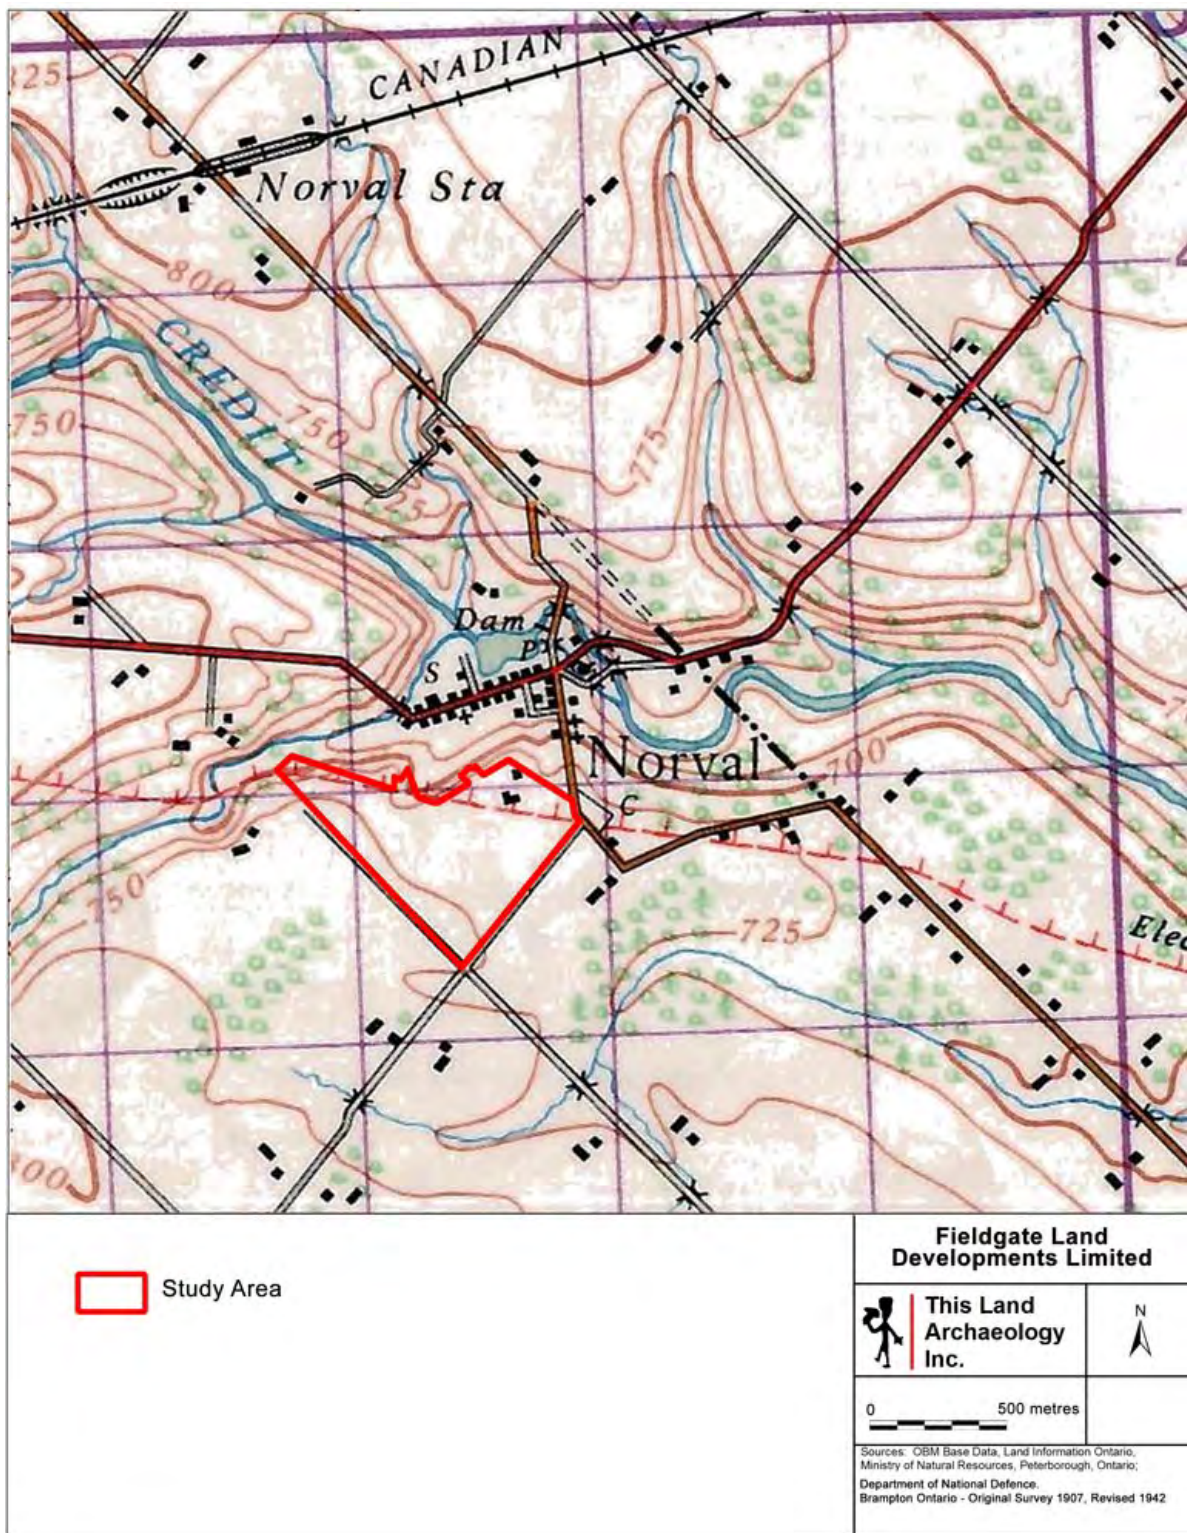 CANADIAN
825
Norval Sta
800
CREDIT
750
750
775
725
Dam
P
S
Norval
700
C
750
725
Elec
800
Study Area
Fieldgate Land
Developments Limited
This Land
Archaeology
Inc.
N
0 500 metres
Sources: OBM Base Data, Land Information Ontario,
Ministry of Natural Resources, Peterborough, Ontario;
Department of National Defence.
Brampton Ontario - Original Survey 1907, Revised 1942